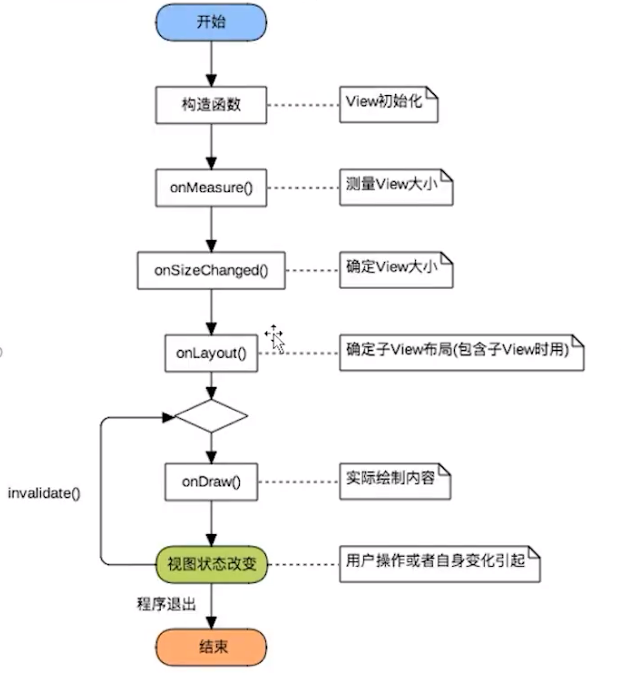 开始
构造函数
View初始化
onMeasure()
测量View大小
onSizeChanged()
确定View大小
onLayout()
确定子View布局(包含子View时用)
onDraw()
实际绘制内容
invalidate()
视图状态改变
用户操作或者自身变化引起
程序退出
结束